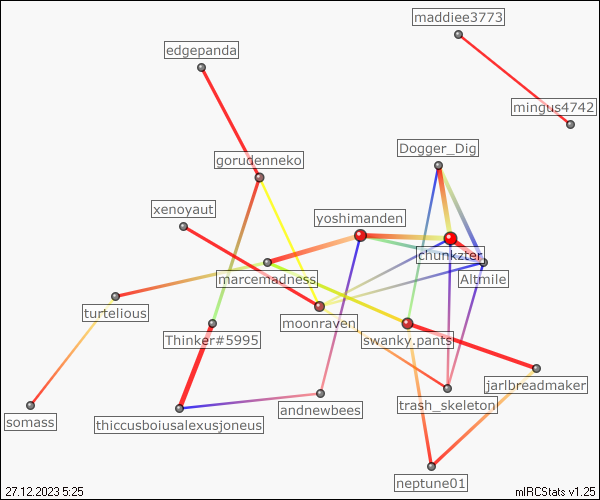 maddiee3773
edgepanda
mingus4742
Dogger_Dig
gorudenneko
xenoyaut
yoshimanden
chunkzter
marcemadness
Altmile
turtelious
moonraven
Thinker#5995
swanky.pants
jarlbreadmaker
trash_skeleton
andnewbees
somass
thiccusboiusalexusjoneus
neptune01
27.12.2023 5:25
mIRCStats v1.25